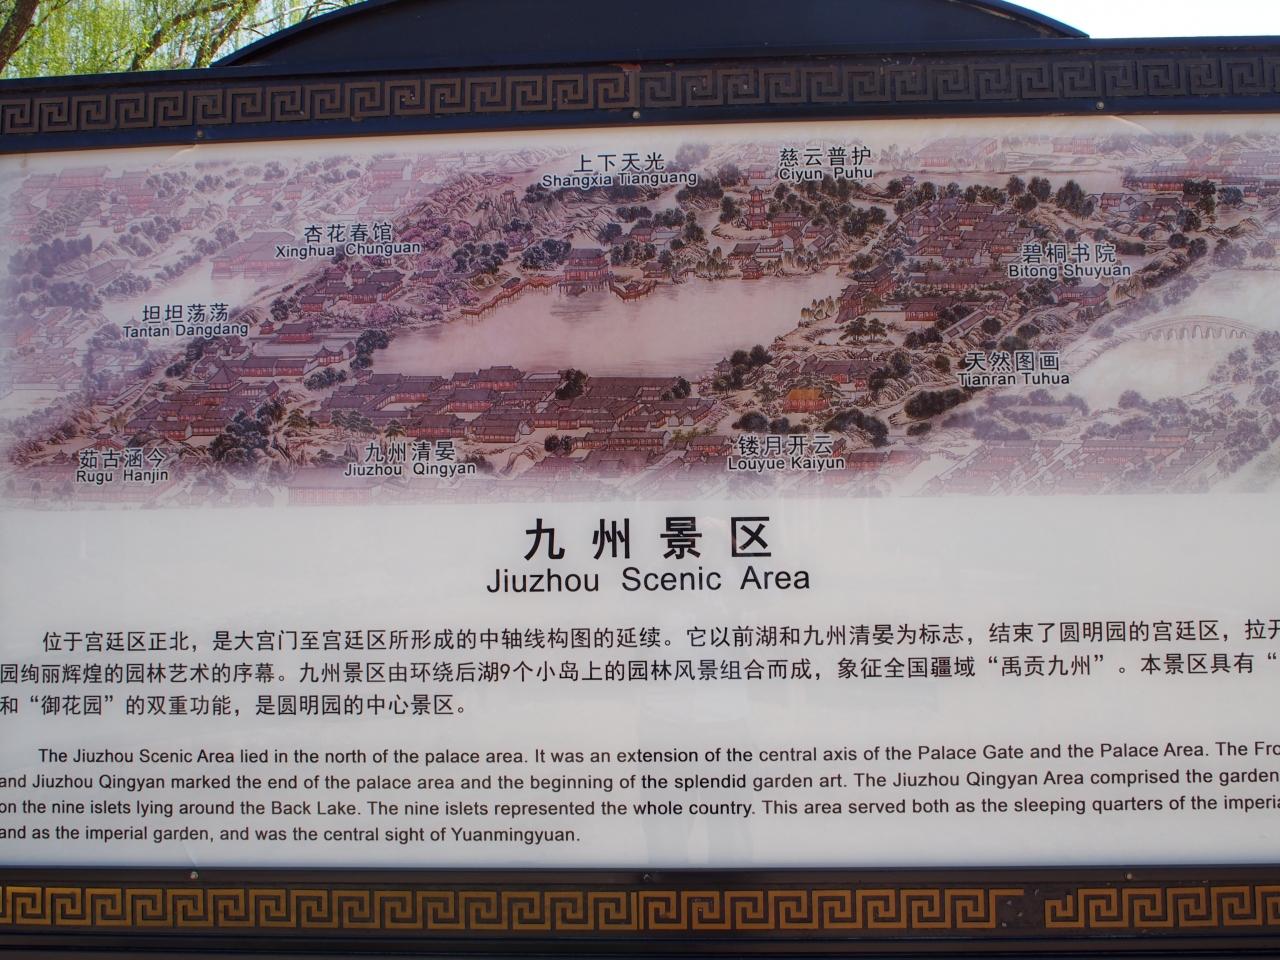 上下天光
Shangxia Tianguang
慈云普护
Ciyun Puhu
杏花春馆
Xinghua Chunguan
碧桐书院
Bitong Shuyuan
坦坦荡荡
Tantan Dangdang
天然图画
Tianran Tuhua
茹古涵今
Rugu Hanjin
九州清晏
Jiuzhou Qingyan
镂月开云
Louyue Kaiyun
九州景区
Jiuzhou Scenic Area
位于宫廷区正北，是大宫门至宫廷区所形成的中轴线构图的延续。它以前湖和九州清晏为标志，结束了圆明园的宫廷区，拉开
园绚丽辉煌的园林艺术的序幕。九州景区由环绕后湖9个小岛上的园林风景组合而成，象征全国疆域“禹贡九州”。本景区具有“
和“御花园”的双重功能，是圆明园的中心景区。
The Jiuzhou Scenic Area lied in the north of the palace area. It was an extension of the central axis of the Palace Gate and the Palace Area. The Fro
and Jiuzhou Qingyan marked the end of the palace area and the beginning of the splendid garden art. The Jiuzhou Qingyan Area comprised the garden
on the nine islets lying around the Back Lake. The nine islets represented the whole country. This area served both as the sleeping quarters of the imperia
and as the imperial garden, and was the central sight of Yuanmingyuan.